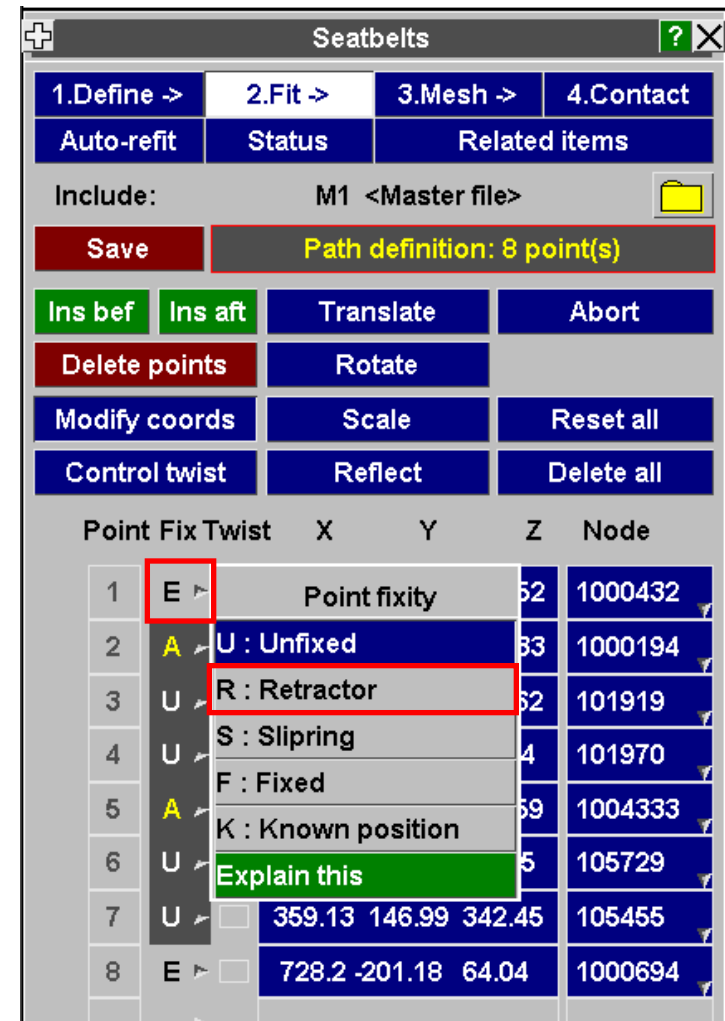 Seatbelts ? X
1.Define -> 2.Fit -> 3.Mesh -> 4.Contact
Auto-refit Status Related items
Include: M1 <Master file>
Save Path definition: 8 point(s)
Ins bef Ins aft Translate Abort
Delete points Rotate
Modify coords Scale Reset all
Control twist Reflect Delete all
Point Fix Twist X Y Z Node
1 E Point fixity 52 1000432
2 A U : Unfixed 33 1000194
3 U R : Retractor 62 101919
4 U S : Slipring 4 101970
F : Fixed
5 A 59 1004333
K : Known position
6 U 5 105729
Explain this
7 U 359.13 146.99 342.45 105455
8 E 728.2 -201.18 64.04 1000694